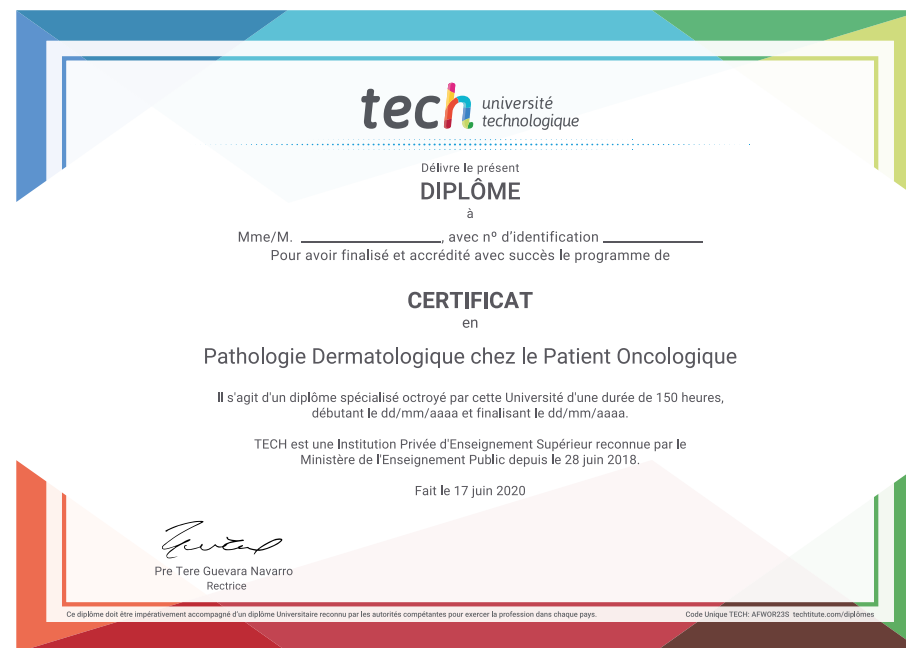 tech université
technologique
Délivre le présent
DIPLÔME
à
Mme/M. ____________________, avec nº d'identification ______________
Pour avoir finalisé et accrédité avec succès le programme de
CERTIFICAT
en
Pathologie Dermatologique chez le Patient Oncologique
Il s'agit d'un diplôme spécialisé octroyé par cette Université d'une durée de 150 heures,
débutant le dd/mm/aaaa et finalisant le dd/mm/aaaa.
TECH est une Institution Privée d'Enseignement Supérieur reconnue par le
Ministère de l'Enseignement Public depuis le 28 juin 2018.
Fait le 17 juin 2020
Pre Tere Guevara Navarro
Rectrice
Ce diplôme doit être impérativement accompagné d'un diplôme Universitaire reconnu par les autorités compétantes pour exercer la profession dans chaque pays.
Code Unique TECH: AFWOR23S techtitute.com/diplômes